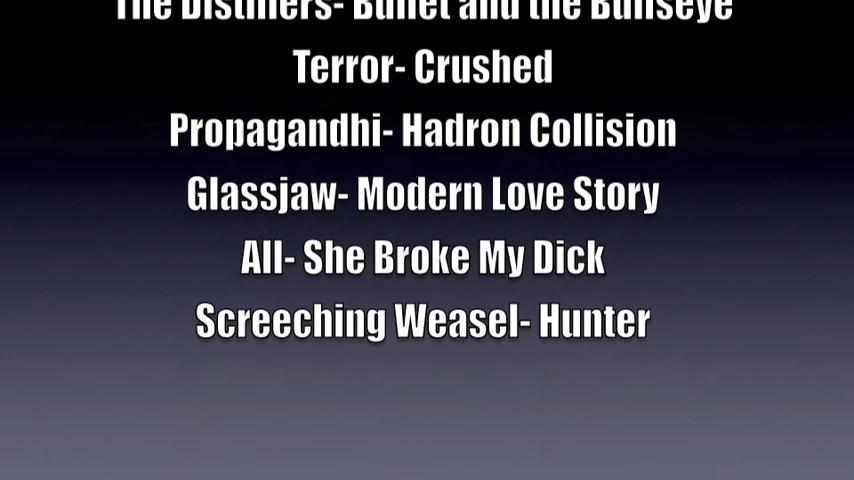 The Distillers- Bullet and the Bullseye
Terror- Crushed
Propagandhi- Hadron Collision
Glassjaw- Modern Love Story
All- She Broke My Dick
Screeching Weasel- Hunter